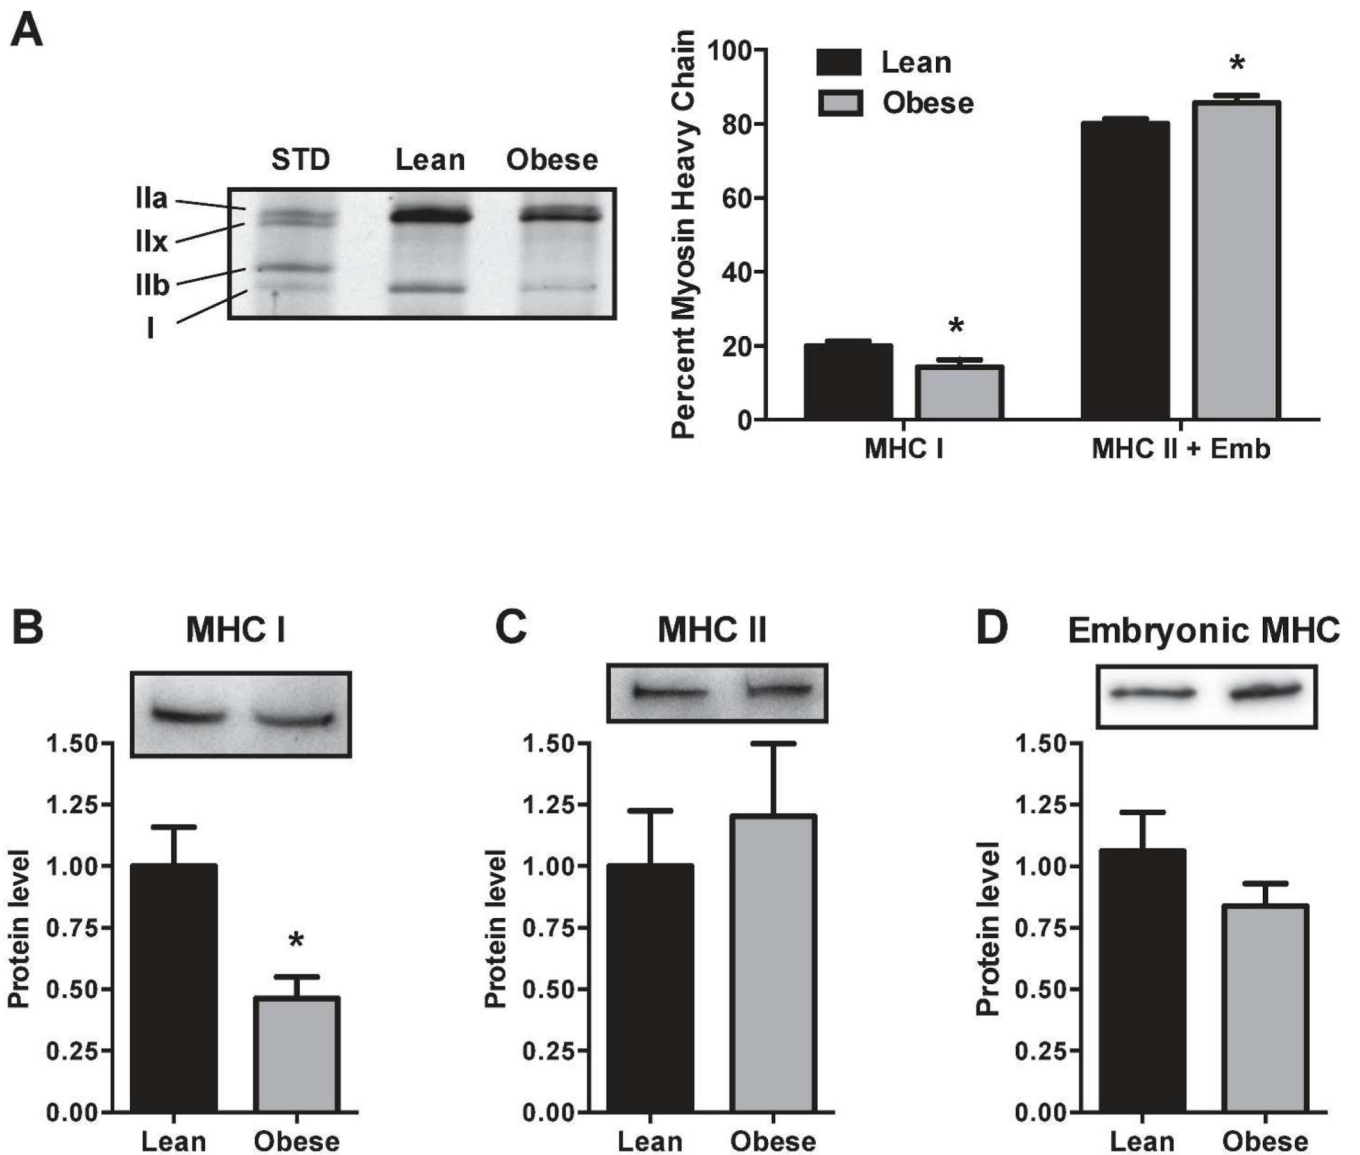 A
STD Lean Obese
IIa
IIx
IIb
I
Percent Myosin Heavy Chain
100
80
60
40
20
0
Lean
Obese
*
*
MHC I MHC II + Emb
B MHC I
Protein level
1.50
1.25
1.00
0.75
0.50
0.25
0.00
*
Lean Obese
C MHC II
Protein level
1.50
1.25
1.00
0.75
0.50
0.25
0.00
Lean Obese
D Embryonic MHC
Protein level
1.50
1.25
1.00
0.75
0.50
0.25
0.00
Lean Obese